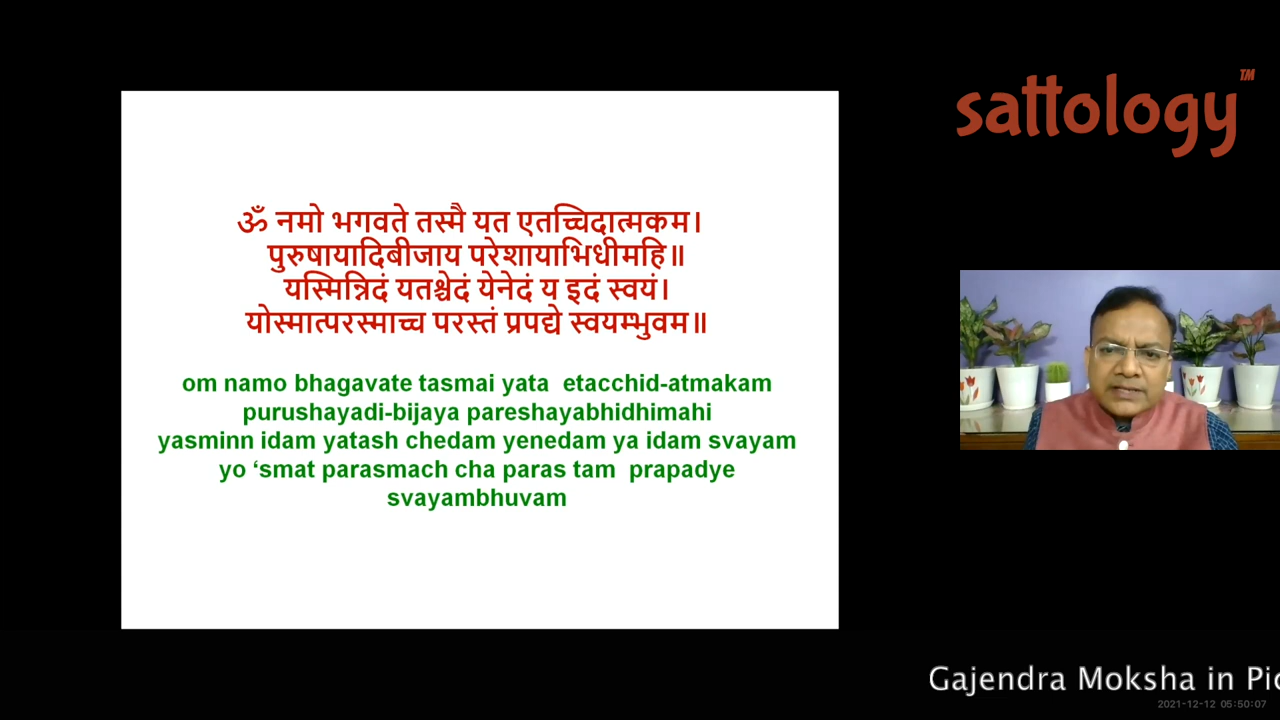 sattology™
ॐ नमो भगवते तस्मै यत एतच्चिदात्मकम।
पुरुषायादिबीजाय परेशायाभिधीमहि॥
यस्मिन्निदं यतश्चेदं येनेदं य इदं स्वयं।
योस्मात्परस्माच्च परस्तं प्रपद्ये स्वयम्भुवम॥
om namo bhagavate tasmai yata  etacchid-atmakam
purushayadi-bijaya pareshayabhidhimahi
yasminn idam yatash chedam yenedam ya idam svayam
yo ‘smat parasmach cha paras tam  prapadye
svayambhuvam
Gajendra Moksha in Pic
2021-12-12 05:50:07